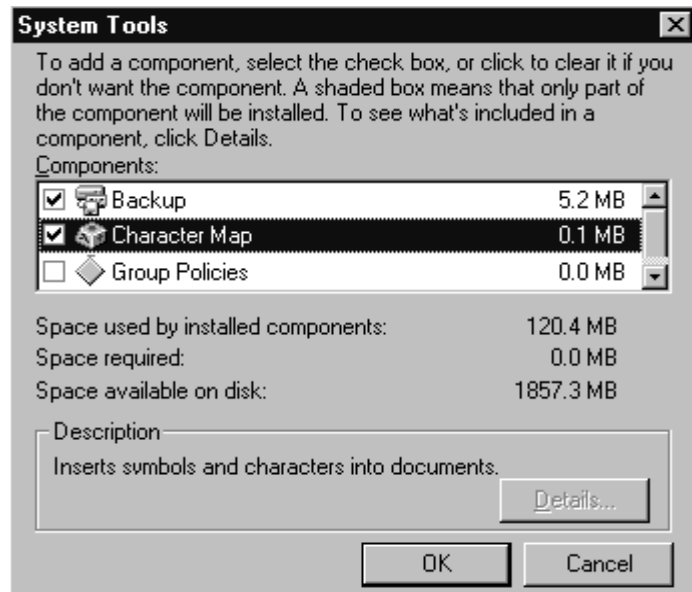 System Tools
To add a component, select the check box, or click to clear it if you
don't want the component. A shaded box means that only part of
the component will be installed. To see what's included in a
component, click Details.
Components:
Backup 5.2 MB
Character Map 0.1 MB
Group Policies 0.0 MB
Space used by installed components: 120.4 MB
Space required: 0.0 MB
Space available on disk: 1857.3 MB
Description
Inserts symbols and characters into documents.
Details...
OK Cancel